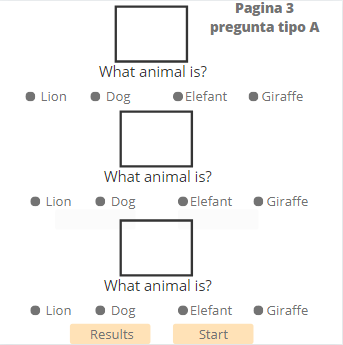 Pagina 3
pregunta tipo A
What animal is?
Lion Dog Elefant Giraffe
What animal is?
Lion Dog Elefant Giraffe
What animal is?
Lion Dog Elefant Giraffe
Results Start